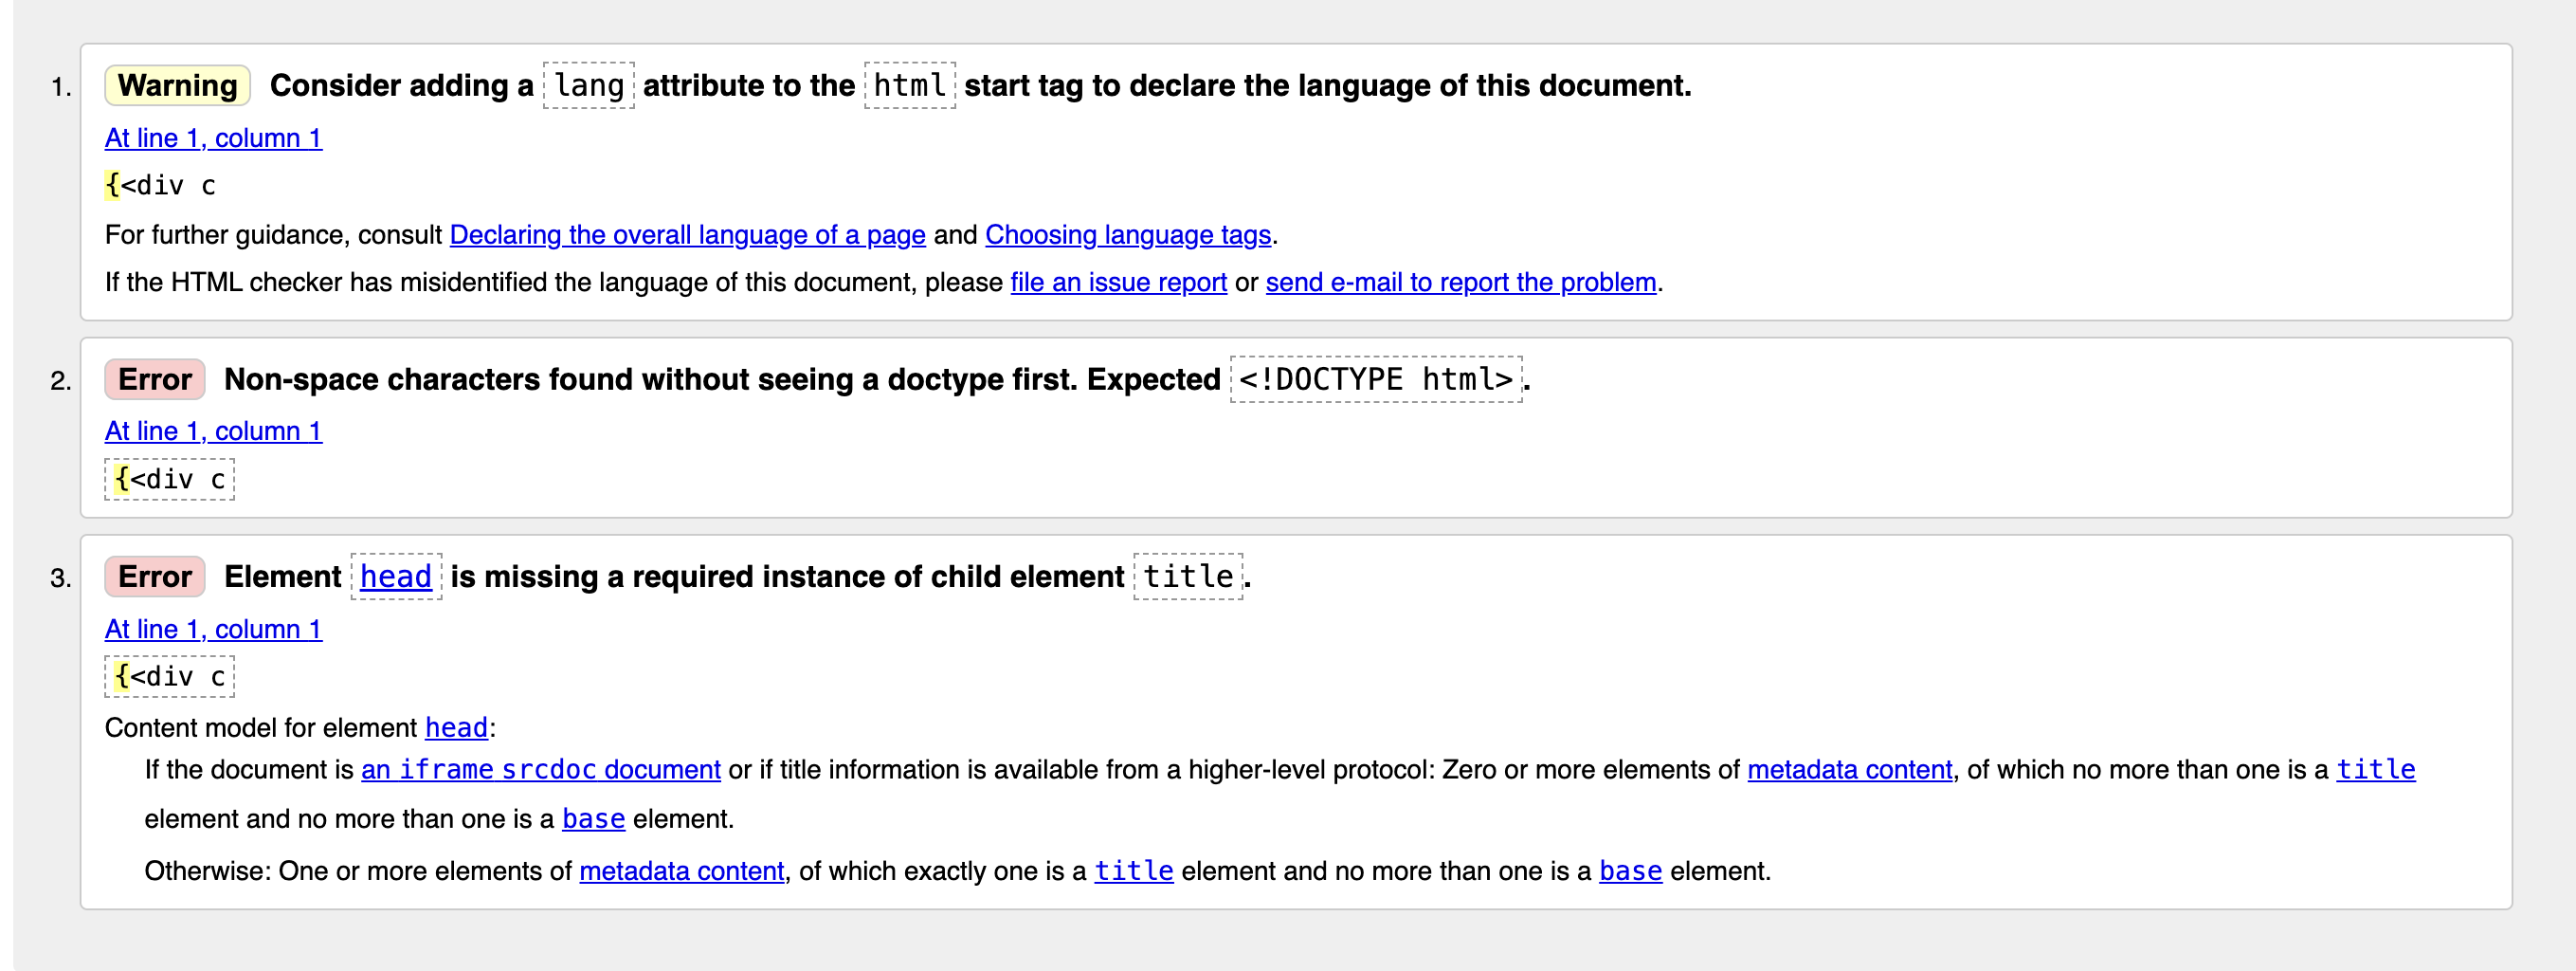 1. Warning Consider adding a lang attribute to the html start tag to declare the language of this document.
At line 1, column 1
{<div c
For further guidance, consult Declaring the overall language of a page and Choosing language tags.
If the HTML checker has misidentified the language of this document, please file an issue report or send e-mail to report the problem.
2. Error Non-space characters found without seeing a doctype first. Expected <!DOCTYPE html>.
At line 1, column 1
{<div c
3. Error Element head is missing a required instance of child element title.
At line 1, column 1
{<div c
Content model for element head:
If the document is an iframe srcdoc document or if title information is available from a higher-level protocol: Zero or more elements of metadata content, of which no more than one is a title
element and no more than one is a base element.
Otherwise: One or more elements of metadata content, of which exactly one is a title element and no more than one is a base element.